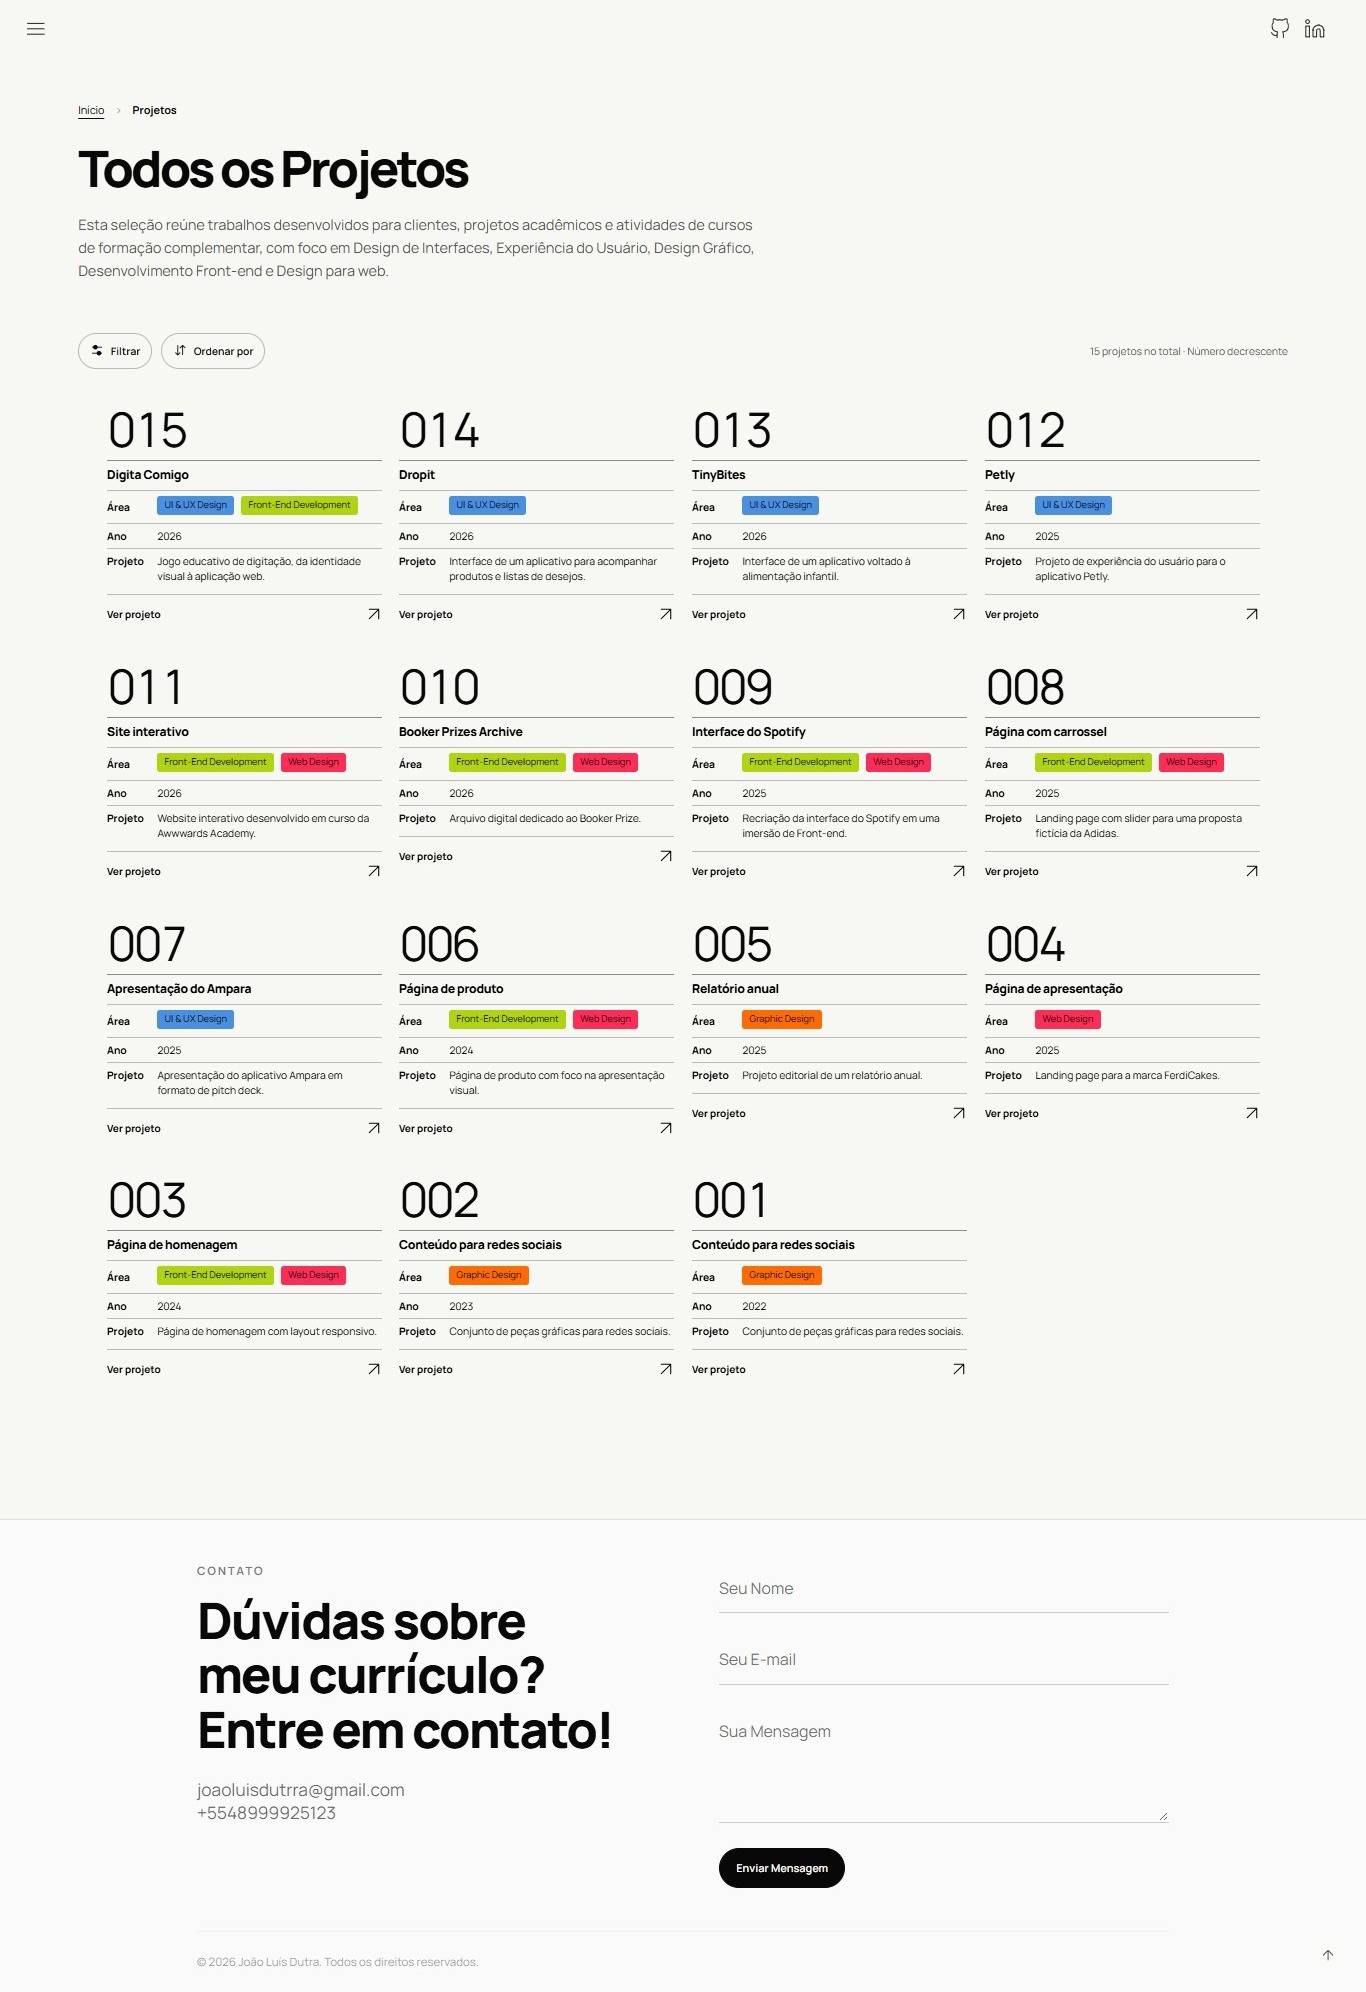 Início > Projetos
Todos os Projetos
Esta seleção reúne trabalhos desenvolvidos para clientes, projetos acadêmicos e atividades de cursos
de formação complementar, com foco em Design de Interfaces, Experiência do Usuário, Design Gráfico,
Desenvolvimento Front-end e Design para web.
Filtrar
Ordenar por
15 projetos no total · Número decrescente
015
Digita Comigo
Área UI & UX Design Front-End Development
Ano 2026
Projeto Jogo educativo de digitação, da identidade
visual à aplicação web.
Ver projeto
014
Dropit
Área UI & UX Design
Ano 2026
Projeto Interface de um aplicativo para acompanhar
produtos e listas de desejos.
Ver projeto
013
TinyBites
Área UI & UX Design
Ano 2026
Projeto Interface de um aplicativo voltado à
alimentação infantil.
Ver projeto
012
Petly
Área UI & UX Design
Ano 2025
Projeto Projeto de experiência do usuário para o
aplicativo Petly.
Ver projeto
011
Site interativo
Área Front-End Development Web Design
Ano 2026
Projeto Website interativo desenvolvido em curso da
Awwwards Academy.
Ver projeto
010
Booker Prizes Archive
Área Front-End Development Web Design
Ano 2026
Projeto Arquivo digital dedicado ao Booker Prize.
Ver projeto
009
Interface do Spotify
Área Front-End Development Web Design
Ano 2025
Projeto Recriação da interface do Spotify em uma
imersão de Front-end.
Ver projeto
008
Página com carrossel
Área Front-End Development Web Design
Ano 2025
Projeto Landing page com slider para uma proposta
fictícia da Adidas.
Ver projeto
007
Apresentação do Ampara
Área UI & UX Design
Ano 2025
Projeto Apresentação do aplicativo Ampara em
formato de pitch deck.
Ver projeto
006
Página de produto
Área Front-End Development Web Design
Ano 2024
Projeto Página de produto com foco na apresentação
visual.
Ver projeto
005
Relatório anual
Área Graphic Design
Ano 2025
Projeto Projeto editorial de um relatório anual.
Ver projeto
004
Página de apresentação
Área Web Design
Ano 2025
Projeto Landing page para a marca FerdiCakes.
Ver projeto
003
Página de homenagem
Área Front-End Development Web Design
Ano 2024
Projeto Página de homenagem com layout responsivo.
Ver projeto
002
Conteúdo para redes sociais
Área Graphic Design
Ano 2023
Projeto Conjunto de peças gráficas para redes sociais.
Ver projeto
001
Conteúdo para redes sociais
Área Graphic Design
Ano 2022
Projeto Conjunto de peças gráficas para redes sociais.
Ver projeto
CONTATO
Dúvidas sobre
meu currículo?
Entre em contato!
joaoluisdutrra@gmail.com
+5548999925123
Seu Nome
Seu E-mail
Sua Mensagem
Enviar Mensagem
© 2026 João Luís Dutra. Todos os direitos reservados.